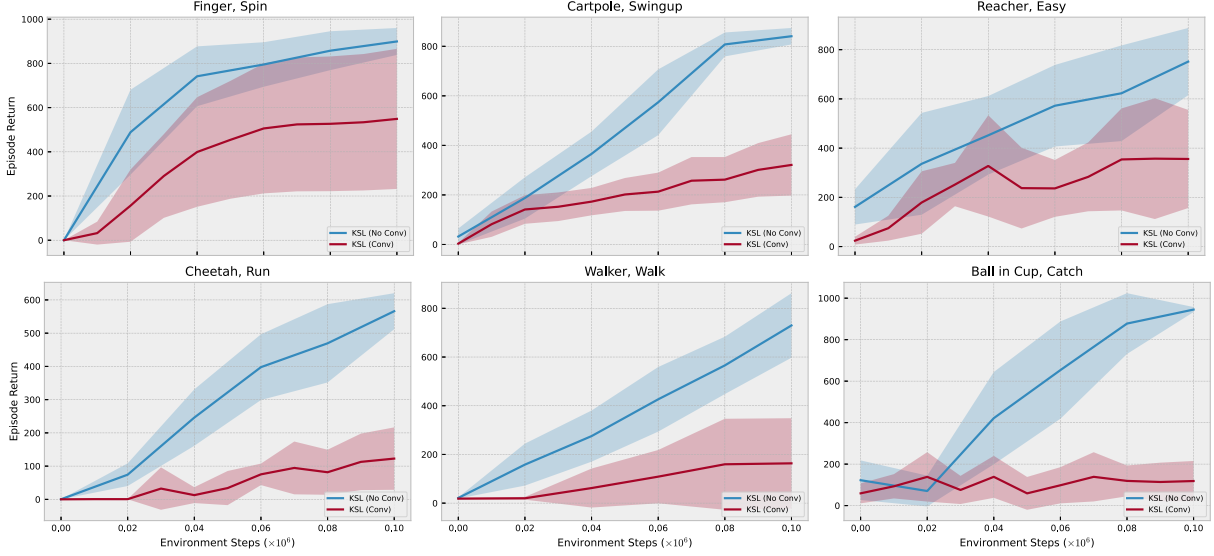 Finger, Spin
Cartpole, Swingup
Reacher, Easy
1000
800
600
400
200
0
Episode Return
KSL (No Conv)
KSL (Conv)
800
600
400
200
0
KSL (No Conv)
KSL (Conv)
800
600
400
200
0
KSL (No Conv)
KSL (Conv)
Cheetah, Run
Walker, Walk
Ball in Cup, Catch
600
500
400
300
200
100
0
Episode Return
KSL (No Conv)
KSL (Conv)
0,00 0,02 0,04 0,06 0,08 0,10
Environment Steps (×10⁶)
800
600
400
200
0
KSL (No Conv)
KSL (Conv)
0,00 0,02 0,04 0,06 0,08 0,10
Environment Steps (×10⁶)
1000
800
600
400
200
0
KSL (No Conv)
KSL (Conv)
0,00 0,02 0,04 0,06 0,08 0,10
Environment Steps (×10⁶)